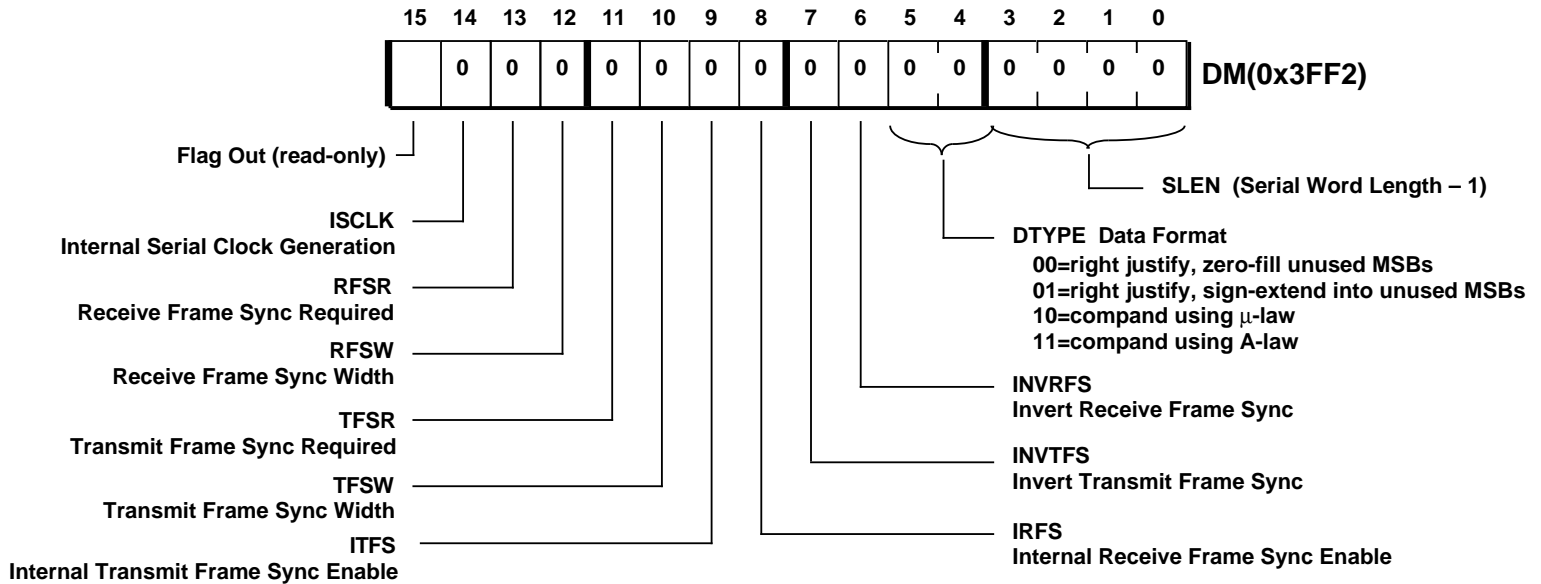 15 14 13 12 11 10 9 8 7 6 5 4 3 2 1 0
0 0 0 0 0 0 0 0 0 0 0 0 0 0 0
DM(0x3FF2)
Flag Out (read-only)
ISCLK
Internal Serial Clock Generation
RFSR
Receive Frame Sync Required
RFSW
Receive Frame Sync Width
TFSR
Transmit Frame Sync Required
TFSW
Transmit Frame Sync Width
ITFS
Internal Transmit Frame Sync Enable
SLEN (Serial Word Length – 1)
DTYPE Data Format
00=right justify, zero-fill unused MSBs
01=right justify, sign-extend into unused MSBs
10=compand using μ-law
11=compand using A-law
INVRFS
Invert Receive Frame Sync
INVTFS
Invert Transmit Frame Sync
IRFS
Internal Receive Frame Sync Enable